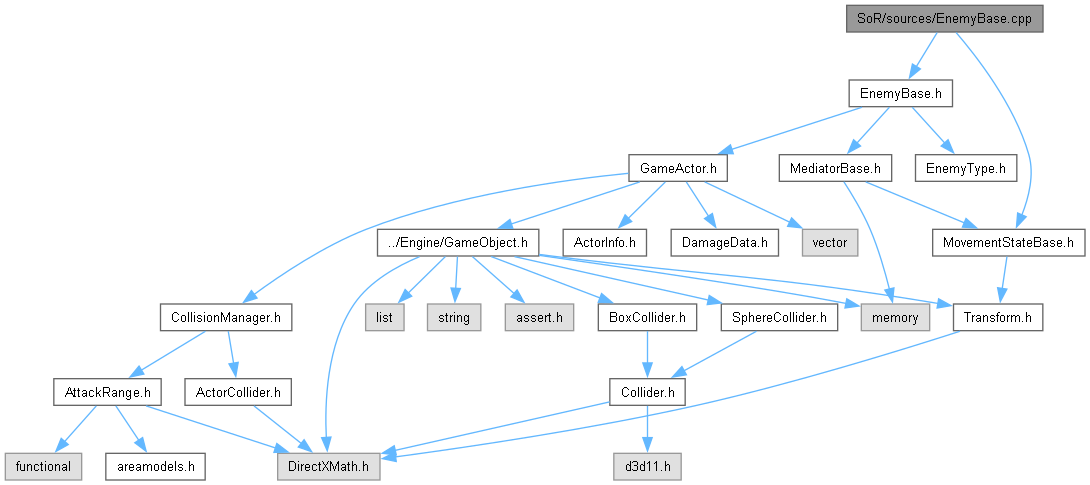 SoR/sources/EnemyBase.cpp
EnemyBase.h
GameActor.h
MediatorBase.h
EnemyType.h
../Engine/GameObject.h
ActorInfo.h
DamageData.h
vector
MovementStateBase.h
CollisionManager.h
list
string
assert.h
BoxCollider.h
SphereCollider.h
memory
Transform.h
AttackRange.h
ActorCollider.h
Collider.h
functional
areamodels.h
DirectXMath.h
d3d11.h